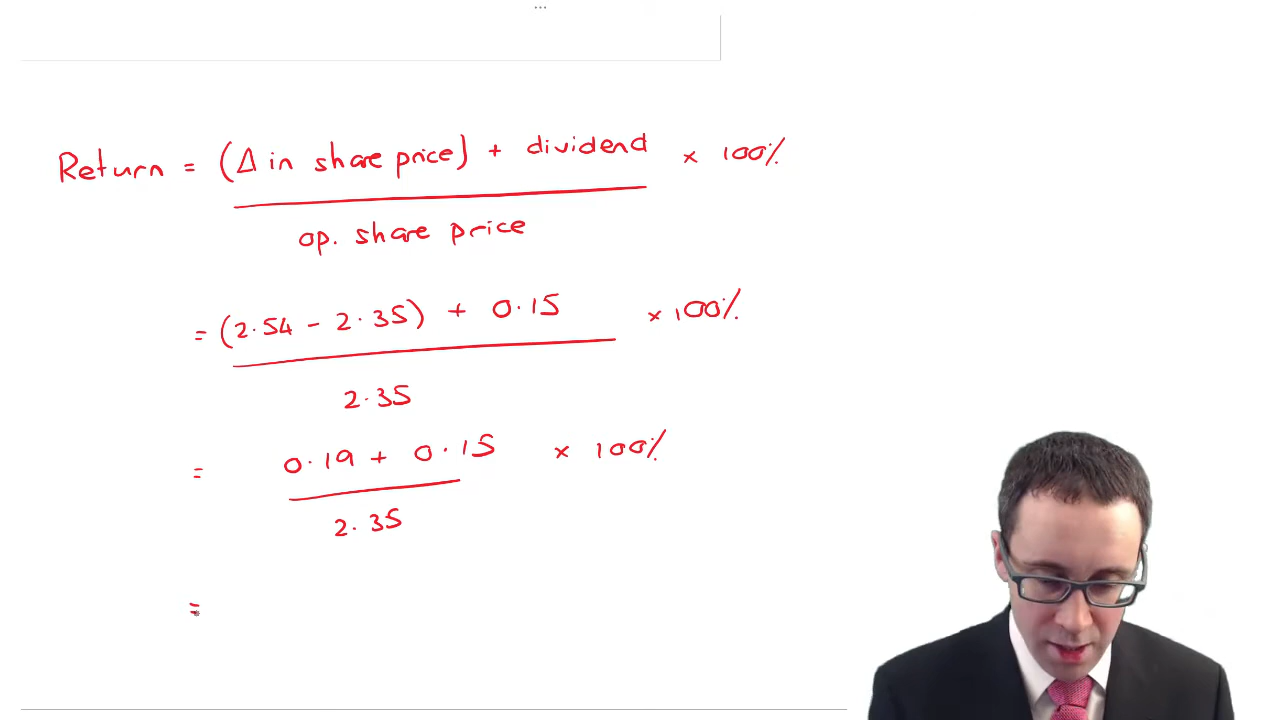 Return = (Δ in share price) + dividend × 100%
op. share price
= (2.54 - 2.35) + 0.15 × 100%
2.35
= 0.19 + 0.15 × 100%
2.35
=